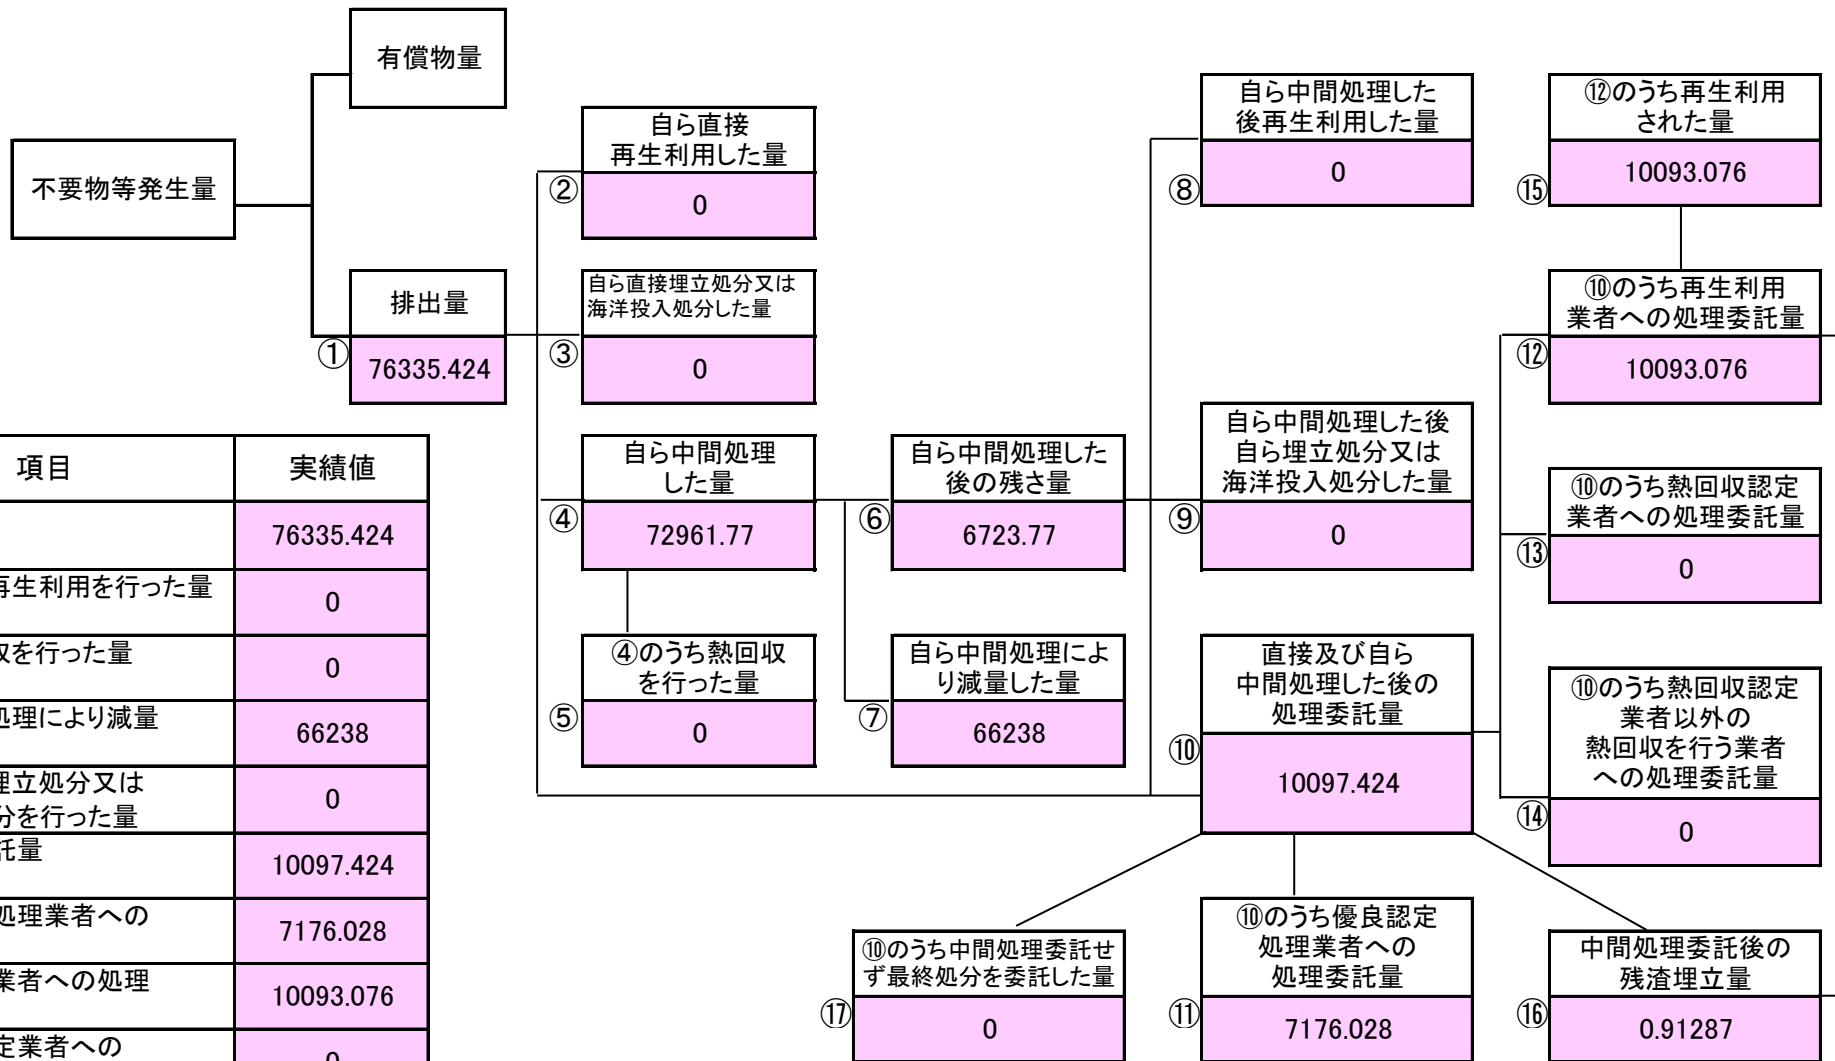 有償物量
不要物等発生量
排出量
①
76335.424
自ら直接
再生利用した量
②
0
自ら直接埋立処分又は
海洋投入処分した量
③
0
自ら中間処理
した量
④
72961.77
④のうち熱回収
を行った量
⑤
0
自ら中間処理した
後の残さ量
⑥
6723.77
自ら中間処理によ
り減量した量
⑦
66238
自ら中間処理した
後再生利用した量
⑧
0
自ら中間処理した後
自ら埋立処分又は
海洋投入処分した量
⑨
0
直接及び自ら
中間処理した後の
処理委託量
⑩
10097.424
⑫のうち再生利用
された量
⑮
10093.076
⑩のうち再生利用
業者への処理委託量
⑫
10093.076
⑩のうち熱回収認定
業者への処理委託量
⑬
0
⑩のうち熱回収認定
業者以外の
熱回収を行う業者
への処理委託量
⑭
0
⑩のうち中間処理委託せ
ず最終処分を委託した量
⑰
0
⑩のうち優良認定
処理業者への
処理委託量
⑪
7176.028
中間処理委託後の
残渣埋立量
⑯
0.91287
項目 実績値
76335.424
再生利用を行った量
0
を行った量
0
処理により減量
66238
埋立処分又は
分を行った量
0
託量
10097.424
処理業者への
7176.028
業者への処理
10093.076
定業者への